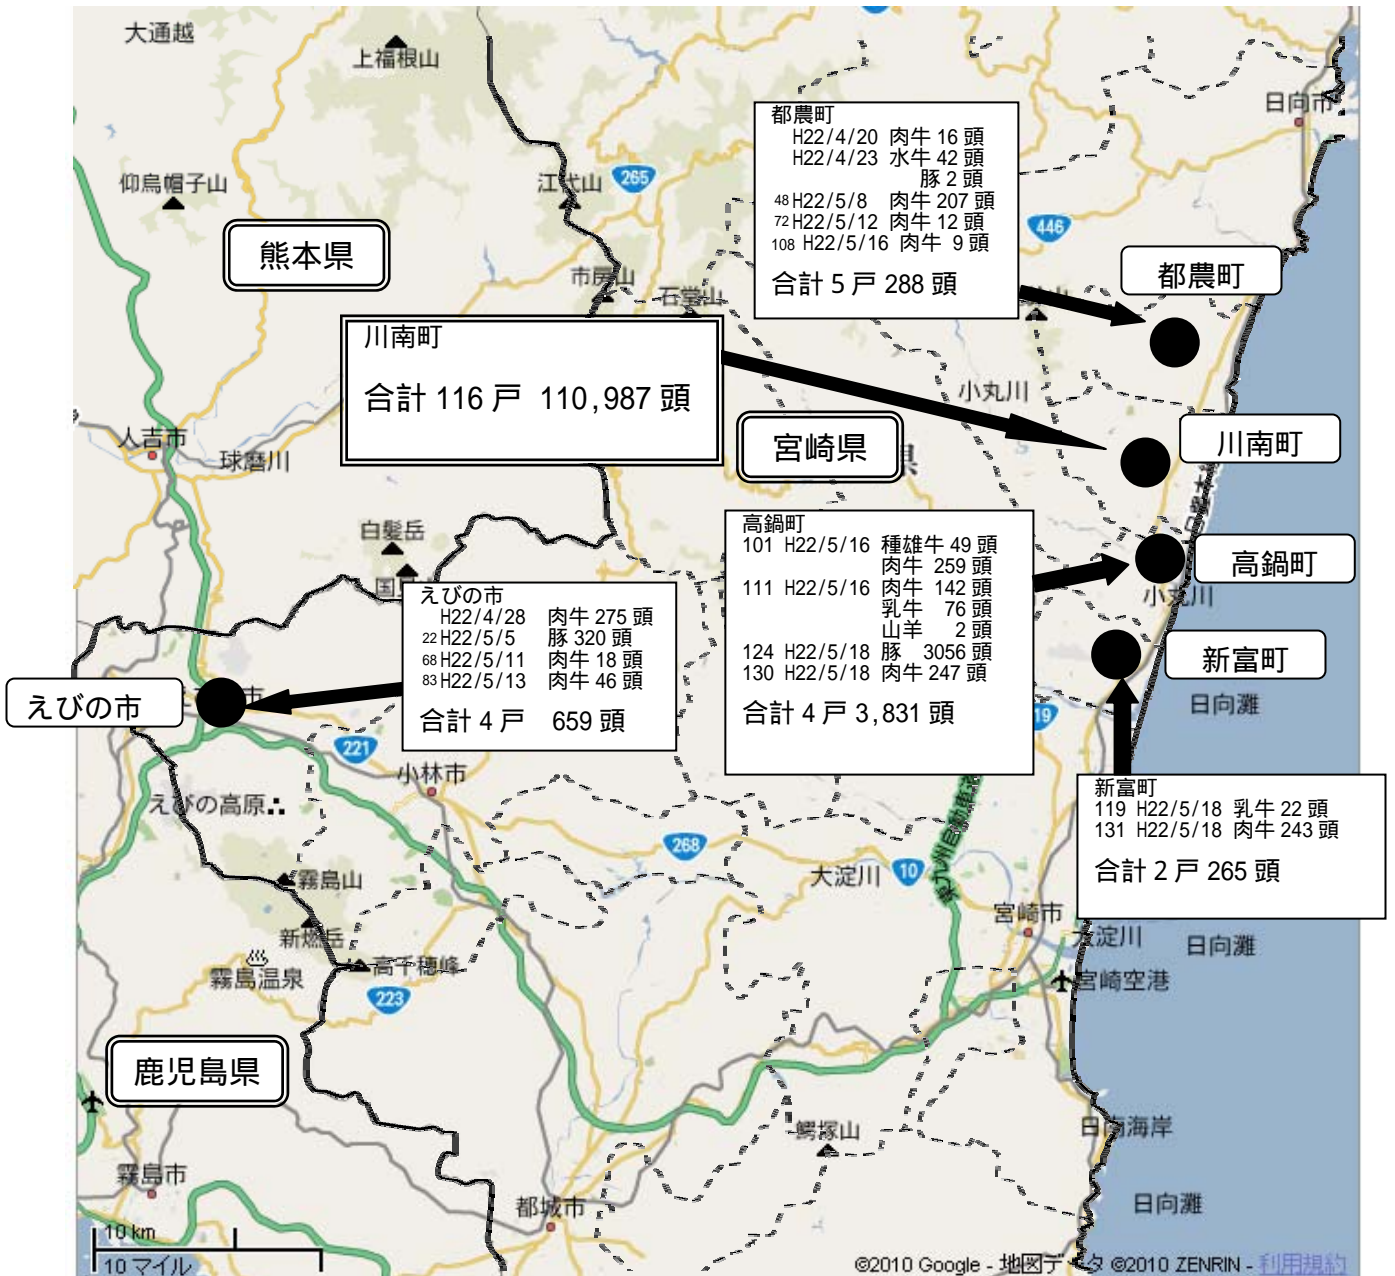 大通越
上福根山
日向市
都農町
H22/4/20 肉牛 16 頭
H22/4/23 水牛 42 頭
豚 2 頭
48 H22/5/8 肉牛 207 頭
72 H22/5/12 肉牛 12 頭
108 H22/5/16 肉牛 9 頭
合計 5 戸 288 頭
仰烏帽子山
江代山
265
446
熊本県
都農町
市房山
石堂山
川南町
合計 116 戸 110,987 頭
小丸川
人吉市
球磨川
宮崎県
県
川南町
白髪岳
高鍋町
101 H22/5/16 種雄牛 49 頭
肉牛 259 頭
111 H22/5/16 肉牛 142 頭
乳牛 76 頭
山羊 2 頭
124 H22/5/18 豚 3056 頭
130 H22/5/18 肉牛 247 頭
合計 4 戸 3,831 頭
高鍋町
小丸川
えびの市
H22/4/28 肉牛 275 頭
22 H22/5/5 豚 320 頭
68 H22/5/11 肉牛 18 頭
83 H22/5/13 肉牛 46 頭
合計 4 戸 659 頭
新富町
えびの市
市
日向灘
19
221
小林市
新富町
119 H22/5/18 乳牛 22 頭
131 H22/5/18 肉牛 243 頭
合計 2 戸 265 頭
えびの高原
268
東九州自動車道
大淀川
10
霧島山
宮崎市
新燃岳
大淀川
日向灘
霧島温泉
高千穂峰
宮崎空港
223
鹿児島県
鰐塚山
日南海岸
霧島市
都城市
日向灘
10 km
10 マイル
©2010 Google - 地図データ ©2010 ZENRIN - 利用規約